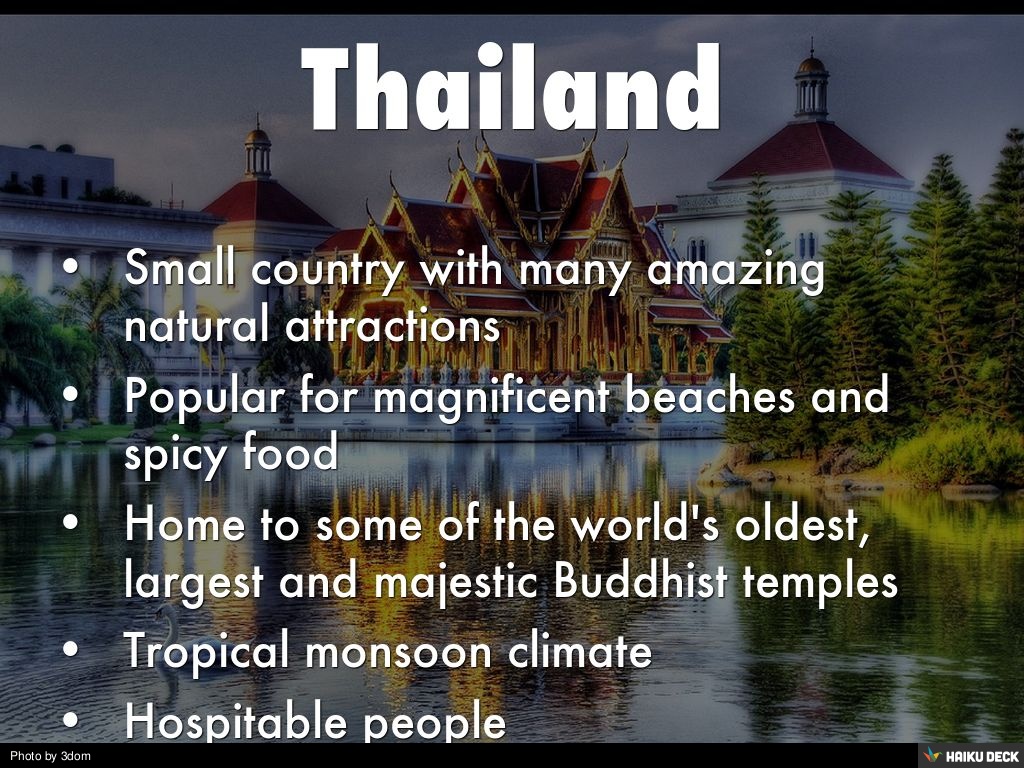 Thailand
• Small country with many amazing
natural attractions
• Popular for magnificent beaches and
spicy food
• Home to some of the world's oldest,
largest and majestic Buddhist temples
• Tropical monsoon climate
• Hospitable people
Photo by 3dom
HAIKU DECK